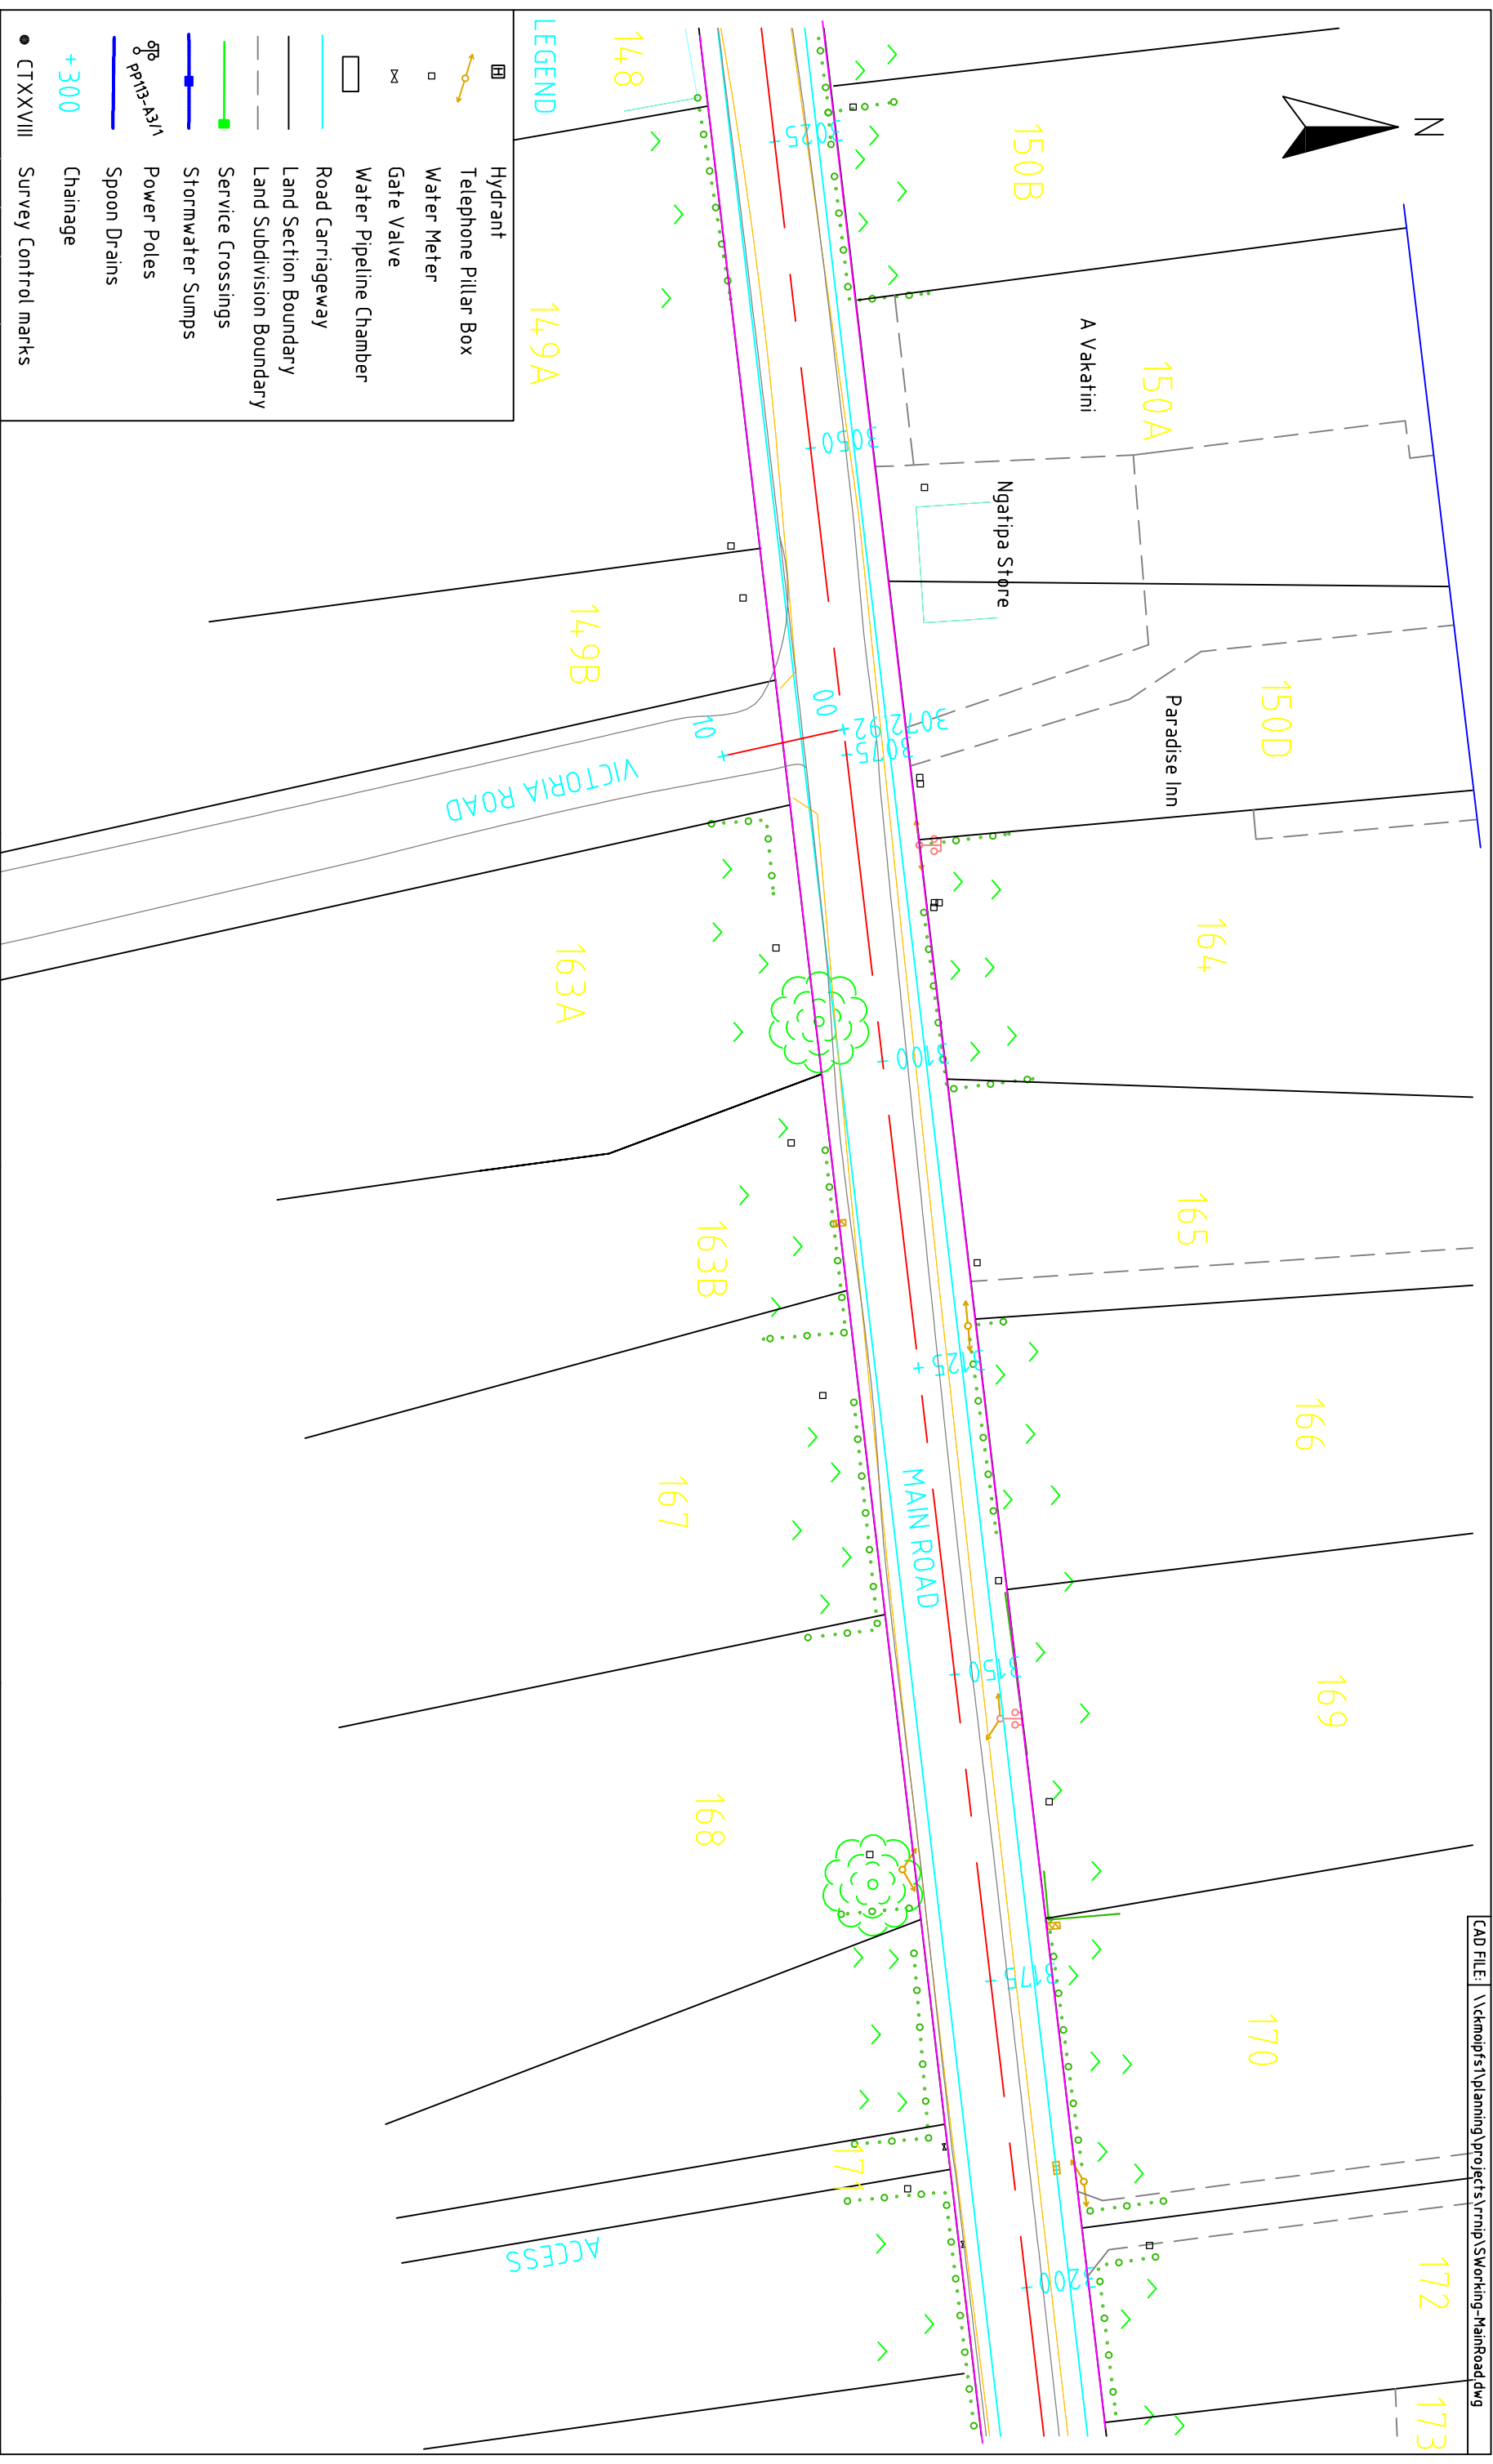 CAD FILE: \\ckmoipfs1\planning\projects\rrnip\SWorking-MainRoad.dwg
N
150B
150A
A Vakatini
Ngatipa Store
150D
Paradise Inn
164
165
166
169
170
172
173
3025
3050
3072.92
3075
3100
3125
3150
3175
3200
00
10
MAIN ROAD
VICTORIA ROAD
148
149A
149B
163A
163B
167
168
171
ACCESS
LEGEND
Hydrant
Telephone Pillar Box
Water Meter
Gate Valve
Water Pipeline Chamber
Road Carriageway
Land Section Boundary
Land Subdivision Boundary
Service Crossings
Stormwater Sumps
PP113-A3/1 Power Poles
Spoon Drains
+300 Chainage
CTXXVIII Survey Control marks